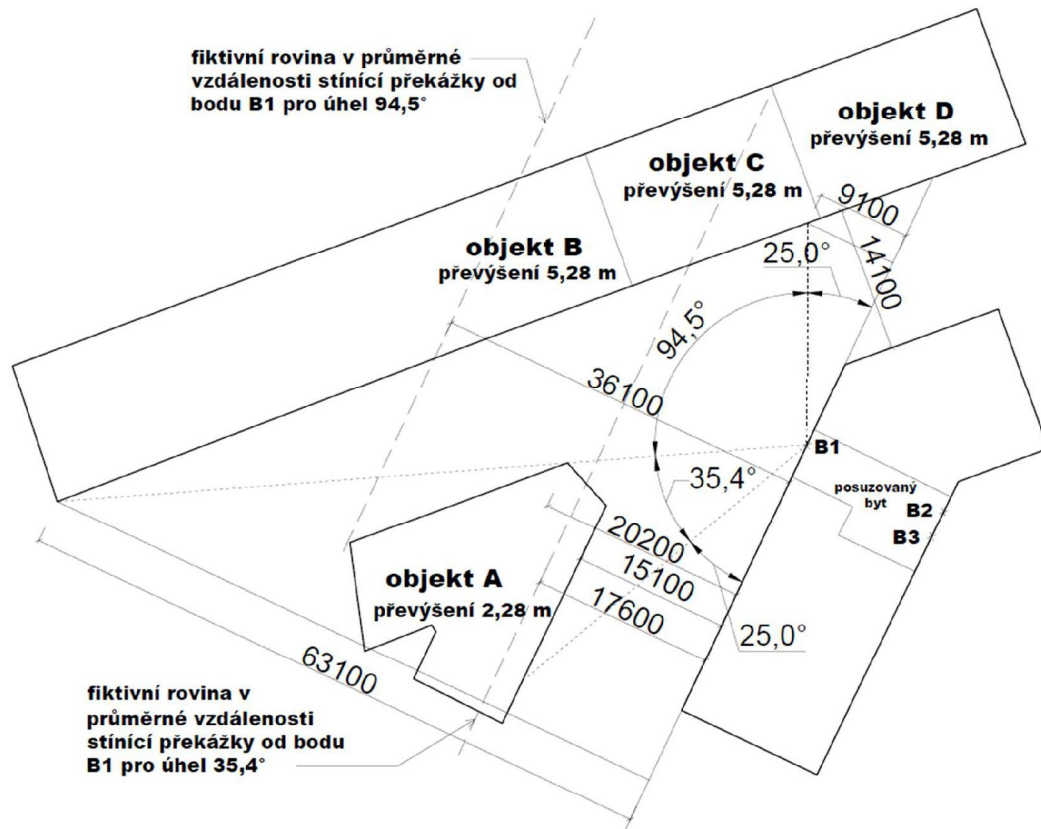 fiktivní rovina v průměrné
vzdálenosti stínící překážky od
bodu B1 pro úhel 94,5°
objekt D
převýšení 5,28 m
objekt C
převýšení 5,28 m
objekt B
převýšení 5,28 m
9100
14100
25,0°
94,5°
36100
B1
35,4°
posuzovaný
byt
B2
B3
20200
15100
17600
25,0°
objekt A
převýšení 2,28 m
63100
fiktivní rovina v
průměrné vzdálenosti
stínící překážky od bodu
B1 pro úhel 35,4°